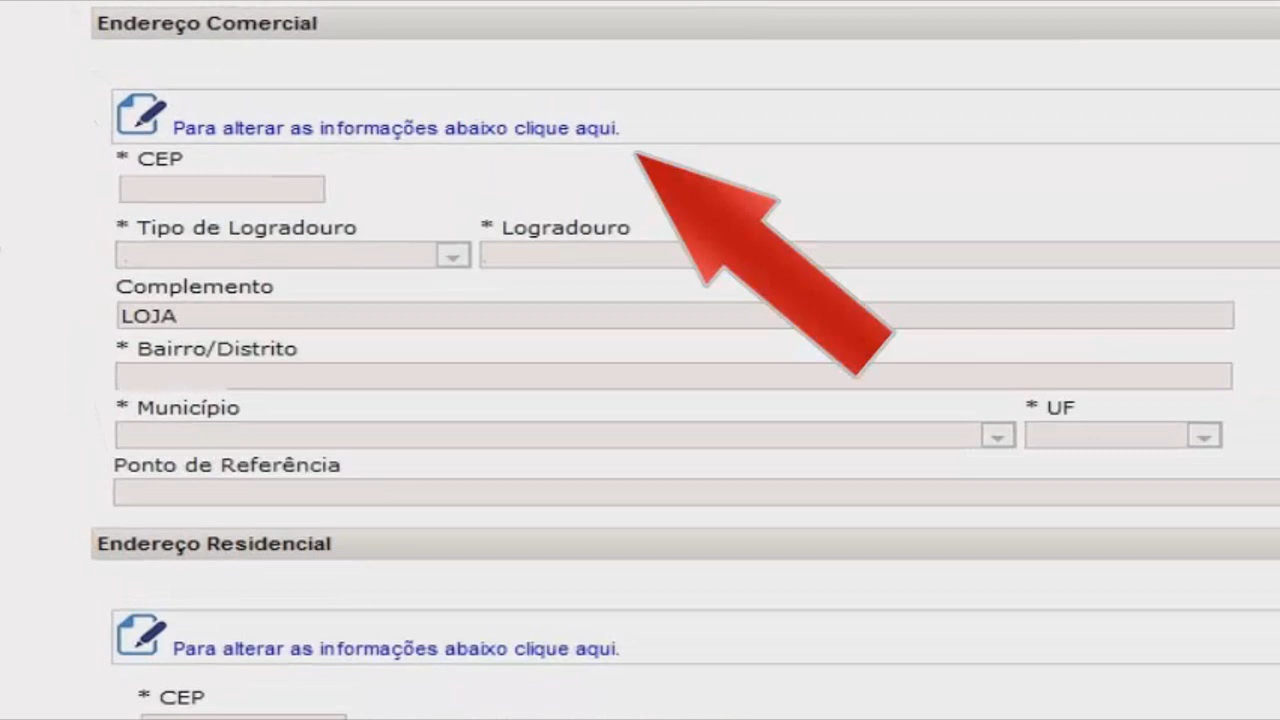 Endereço Comercial
Para alterar as informações abaixo clique aqui.
* CEP
* Tipo de Logradouro * Logradouro
Complemento
LOJA
* Bairro/Distrito
* Município * UF
Ponto de Referência
Endereço Residencial
Para alterar as informações abaixo clique aqui.
* CEP